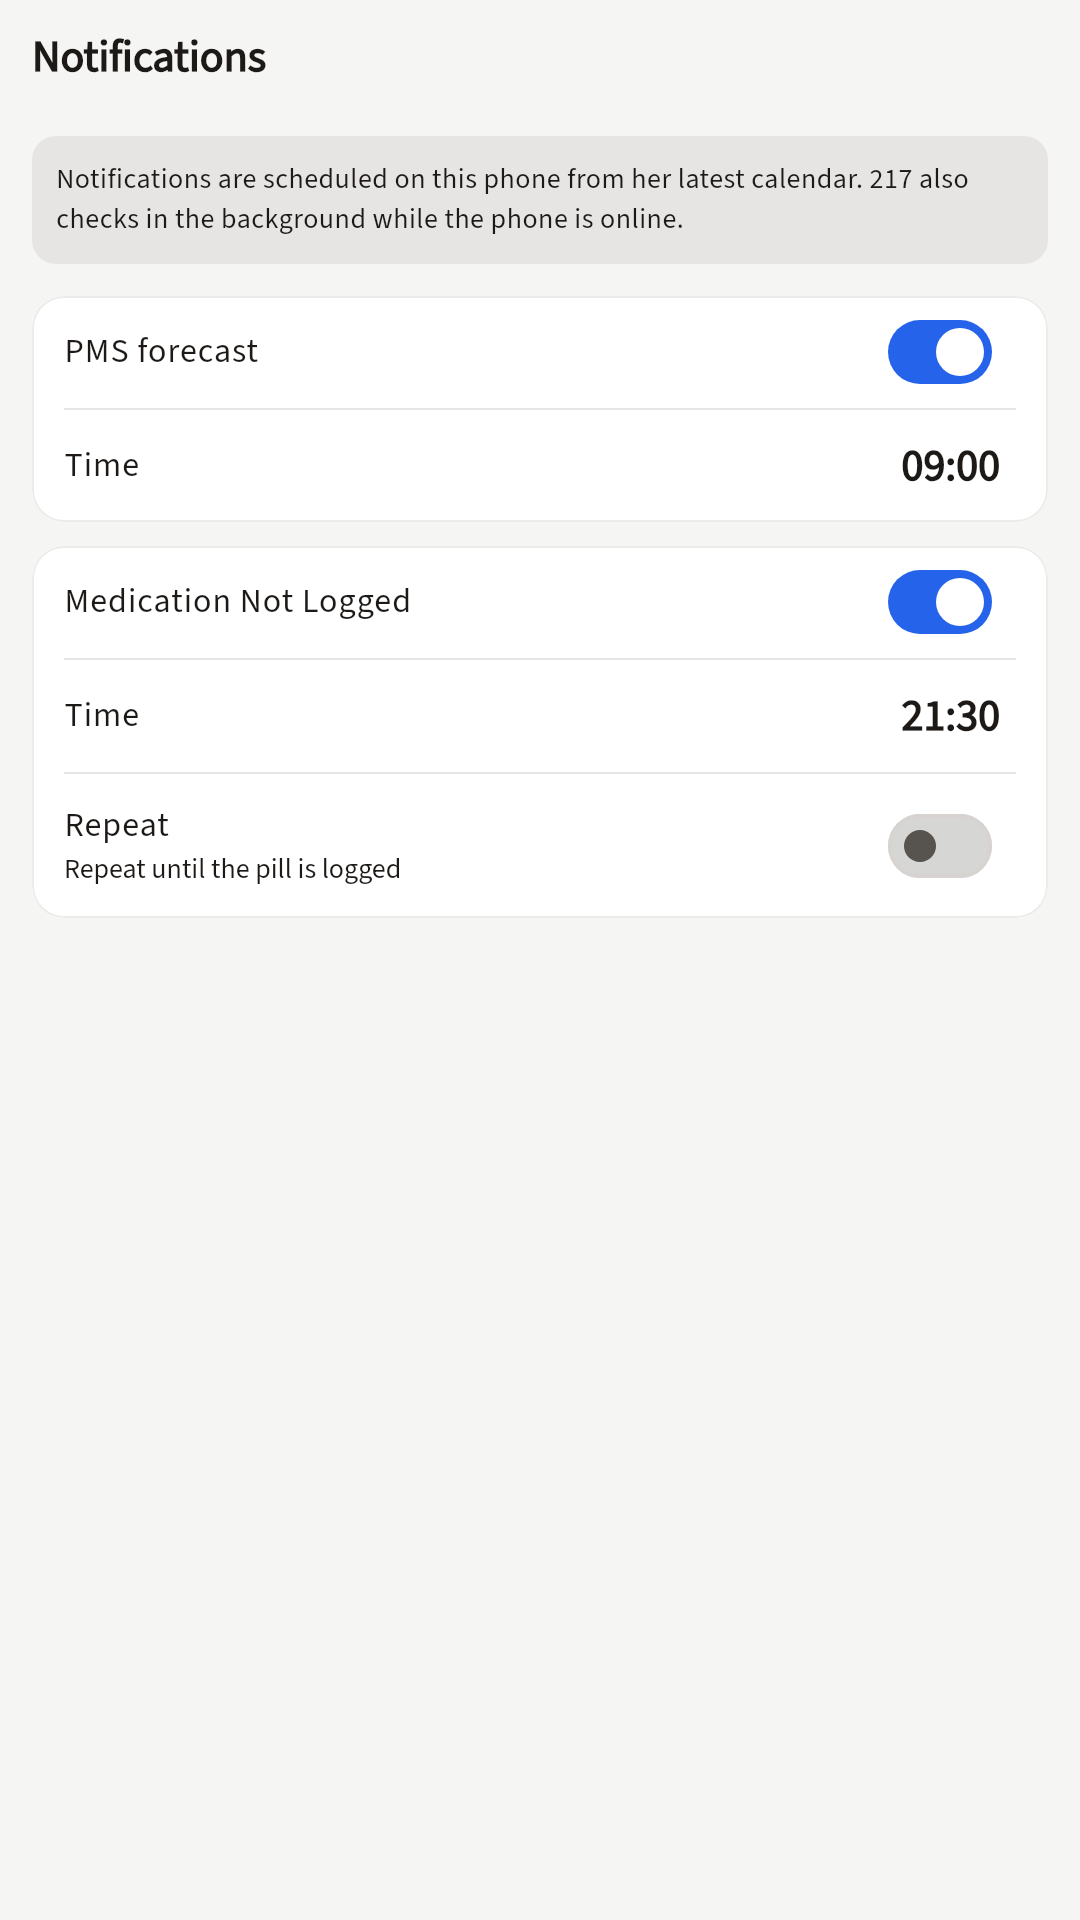 Notifications
Notifications are scheduled on this phone from her latest calendar. 217 also
checks in the background while the phone is online.
PMS forecast
Time
09:00
Medication Not Logged
Time
21:30
Repeat
Repeat until the pill is logged